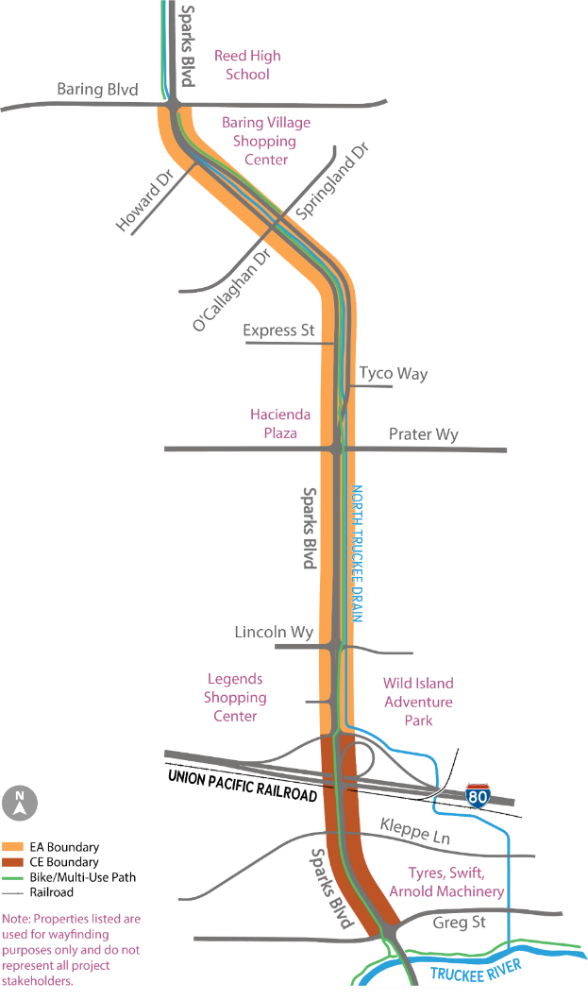 Sparks Blvd
Reed High
School
Baring Blvd
Baring Village
Shopping
Center
Springland Dr
Howard Dr
O'Callaghan Dr
Express St
Tyco Way
Hacienda
Plaza
Prater Wy
Sparks Blvd
NORTH TRUCKEE DRAIN
Lincoln Wy
Legends
Shopping
Center
Wild Island
Adventure
Park
UNION PACIFIC RAILROAD
80
N
Kleppe Ln
EA Boundary
CE Boundary
Bike/Multi-Use Path
Railroad
Sparks Blvd
Tyres, Swift,
Arnold Machinery
Greg St
Note: Properties listed are
used for wayfinding
purposes only and do not
represent all project
stakeholders.
TRUCKEE RIVER